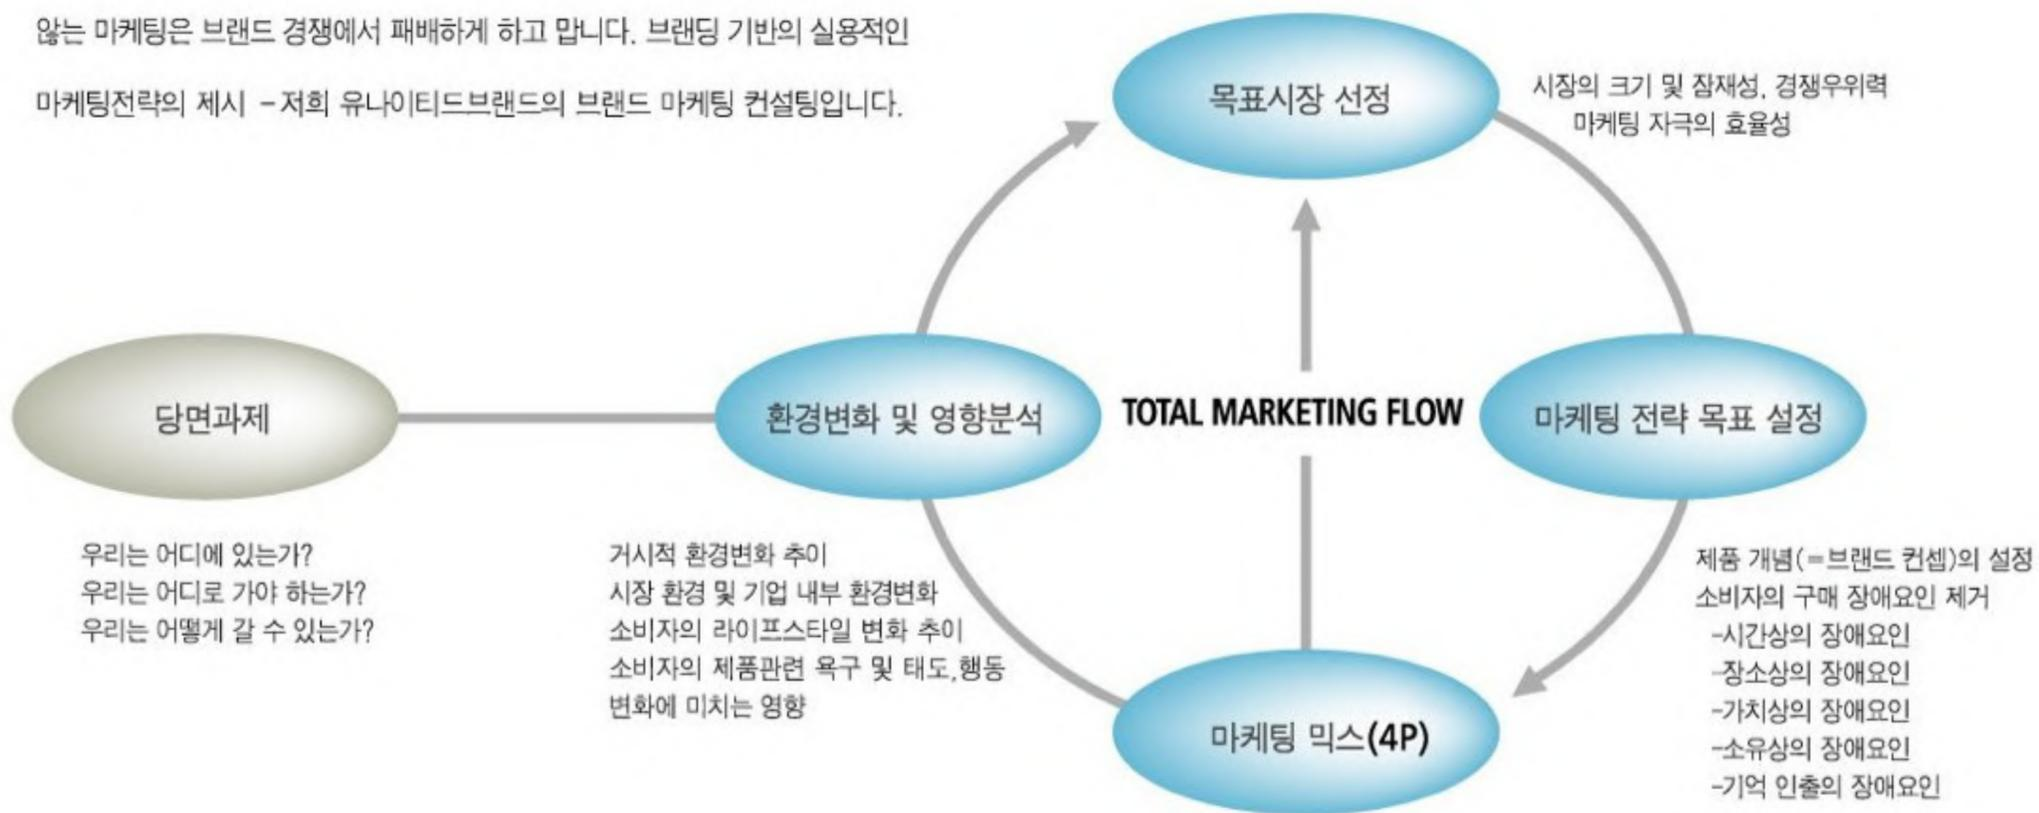 않는 마케팅은 브랜드 경쟁에서 패배하게 하고 맙니다. 브랜딩 기반의 실용적인
마케팅전략의 제시 -저희 유나이티드브랜드의 브랜드 마케팅 컨설팅입니다.
목표시장 선정
시장의 크기 및 잠재성, 경쟁우위력
마케팅 자극의 효율성
당면과제
우리는 어디에 있는가?
우리는 어디로 가야 하는가?
우리는 어떻게 갈 수 있는가?
환경변화 및 영향분석
거시적 환경변화 추이
시장 환경 및 기업 내부 환경변화
소비자의 라이프스타일 변화 추이
소비자의 제품관련 욕구 및 태도,행동
변화에 미치는 영향
TOTAL MARKETING FLOW
마케팅 전략 목표 설정
제품 개념(=브랜드 컨셉)의 설정
소비자의 구매 장애요인 제거
-시간상의 장애요인
-장소상의 장애요인
-가치상의 장애요인
-소유상의 장애요인
-기억 인출의 장애요인
마케팅 믹스(4P)